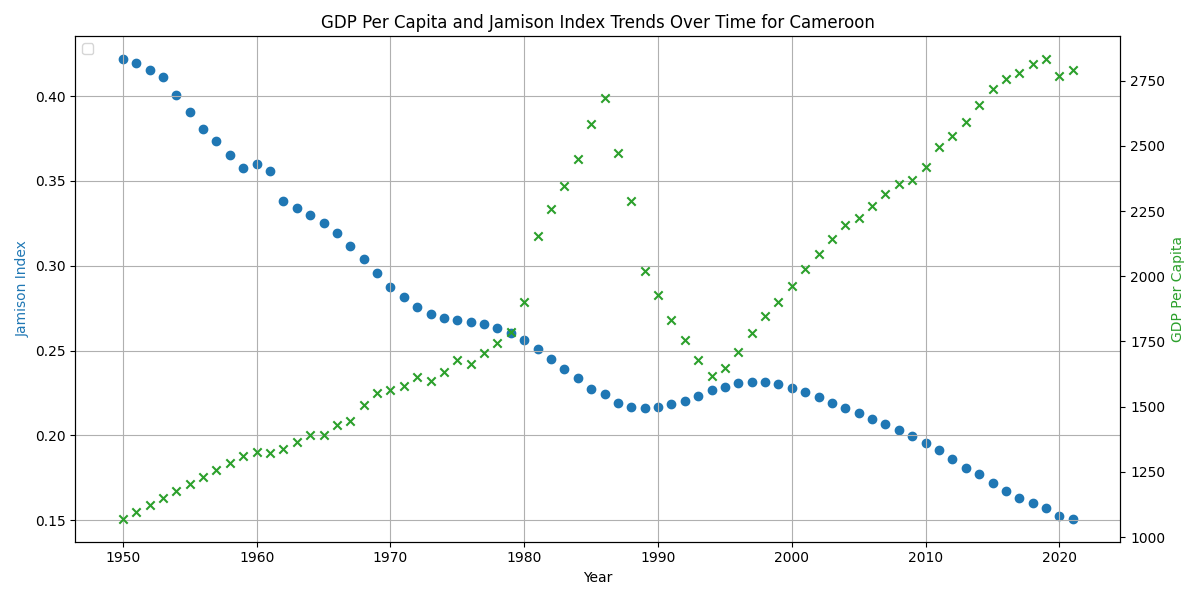 GDP Per Capita and Jamison Index Trends Over Time for Cameroon
Jamison Index
0.40
0.35
0.30
0.25
0.20
0.15
2750
2500
2250
2000
1750
1500
1250
1000
GDP Per Capita
1950 1960 1970 1980 1990 2000 2010 2020
Year